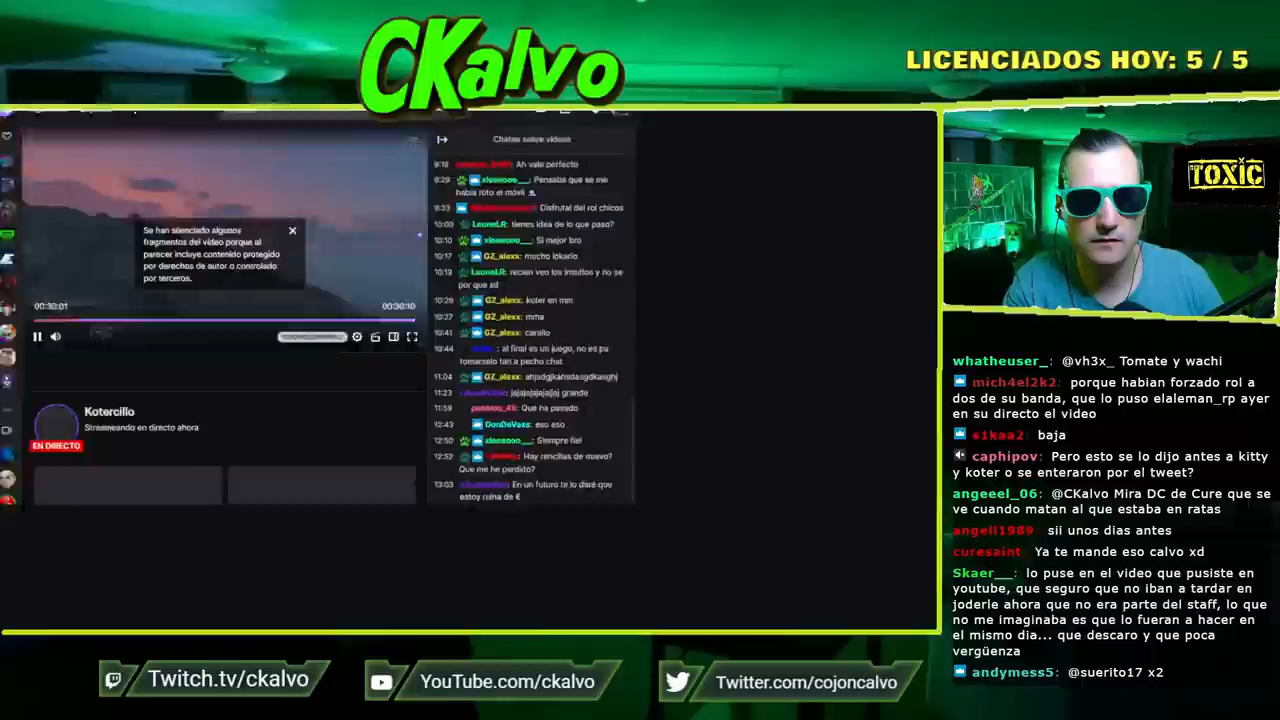 CKalvo
LICENCIADOS HOY: 5 / 5
TOXIC
Se han silenciado algunos
fragmentos del vídeo porque al
parecer incluye contenido protegido
por derechos de autor o controlado
por terceros.
00:30:01
00:30:10
Kotercillo
Streameando en directo ahora
EN DIRECTO
Chatea sobre vídeos
9:18 Ah vale perfecto
9:29 Pensaba que se me
había roto el móvil
9:33 Disfrutal del rol chicos
10:00 LeuneLR: tienes idea de lo que paso?
10:10 Si mejor bro
10:17 GZ_alexx: mucho lokario
10:19 LeuneLR: recien veo los insultos y no se
por que xd
10:26 GZ_alexx: koter en mm
10:27 GZ_alexx: mma
10:41 GZ_alexx: carallo
10:44 al final es un juego, no es pa
tomarselo tan a pecho chat
11:04 GZ_alexx:
11:23 grande
11:59 Que ha pasado
12:43 DonDeVass: eso eso
12:50 Siempre fiel
12:52 Hay rencillas de nuevo?
Que me he perdido?
13:03 En un futuro te lo daré que
estoy ruina de €
whatheuser_: @vh3x_ Tomate y wachi
mich4el2k2: porque habian forzado rol a
dos de su banda, que lo puso elaleman_rp ayer
en su directo el video
s1kaa2: baja
caphipov: Pero esto se lo dijo antes a kitty
y koter o se enteraron por el tweet?
angeeel_06: @CKalvo Mira DC de Cure que se
ve cuando matan al que estaba en ratas
angell1989 sii unos dias antes
curesaint Ya te mande eso calvo xd
Skaer__: lo puse en el video que pusiste en
youtube, que seguro que no iban a tardar en
joderle ahora que no era parte del staff, lo que
no me imaginaba es que lo fueran a hacer en
el mismo dia... que descaro y que poca
vergüenza
andymess5: @suerito17 x2
Twitch.tv/ckalvo
YouTube.com/ckalvo
Twitter.com/cojoncalvo